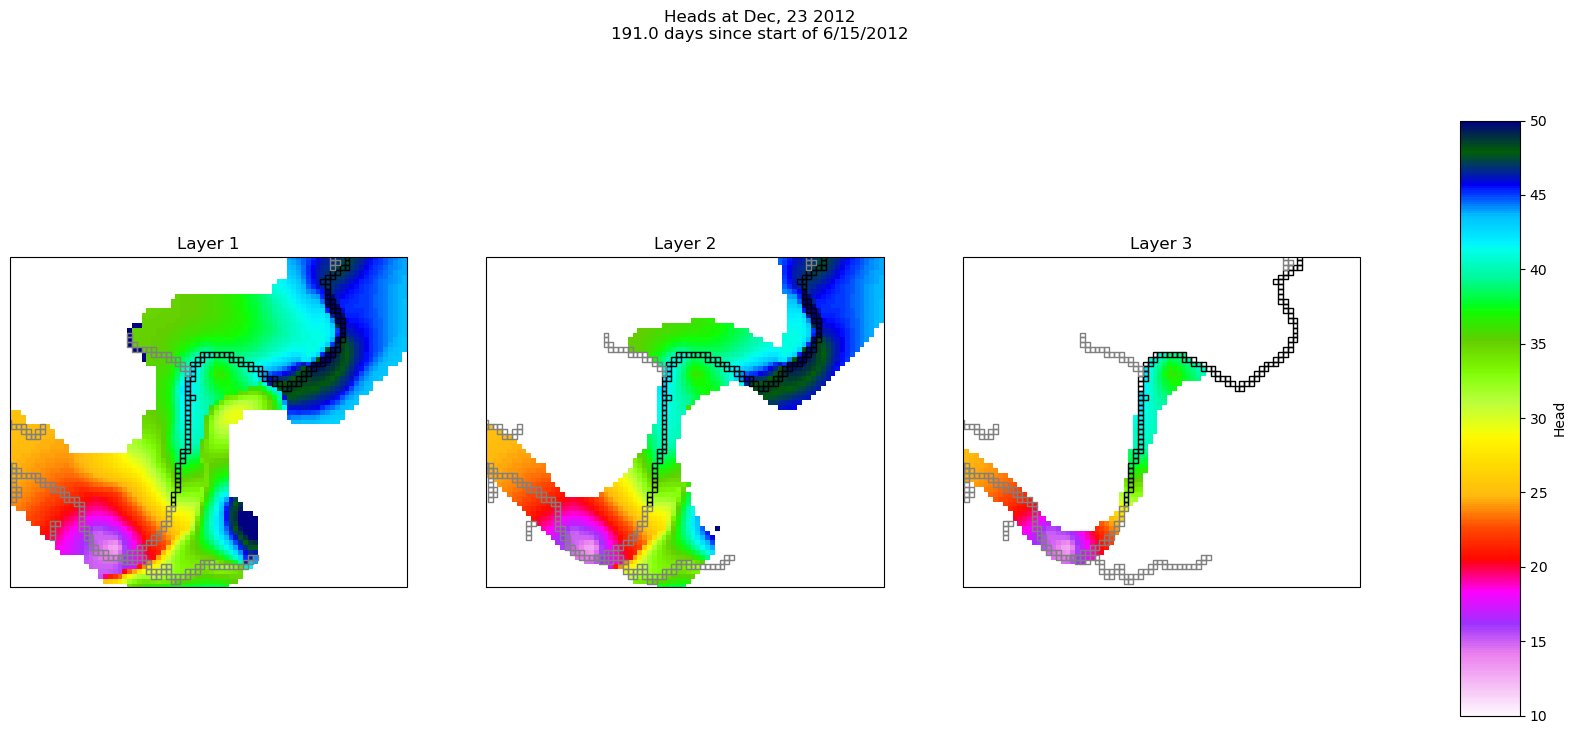 Heads at Dec, 23 2012
191.0 days since start of 6/15/2012
Layer 1
Layer 2
Layer 3
50
45
40
35
30
25
20
15
10
Head